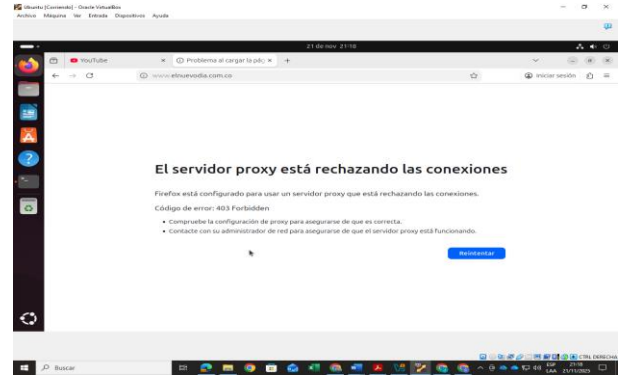 Ubuntu [Corriendo] - Oracle VirtualBox
Archivo Máquina Ver Entrada Dispositivos Ayuda
21 de nov 21:18
YouTube
Problema al cargar la pág
www.elnuevodia.com.co
Iniciar sesión
El servidor proxy está rechazando las conexiones
Firefox está configurado para usar un servidor proxy que está rechazando las conexiones.
Código de error: 403 Forbidden
• Compruebe la configuración de proxy para asegurarse de que es correcta.
• Contacte con su administrador de red para asegurarse de que el servidor proxy está funcionando.
Reintentar
CTRL DERECHA
Buscar
ESP
LAA
21:18
21/11/2025